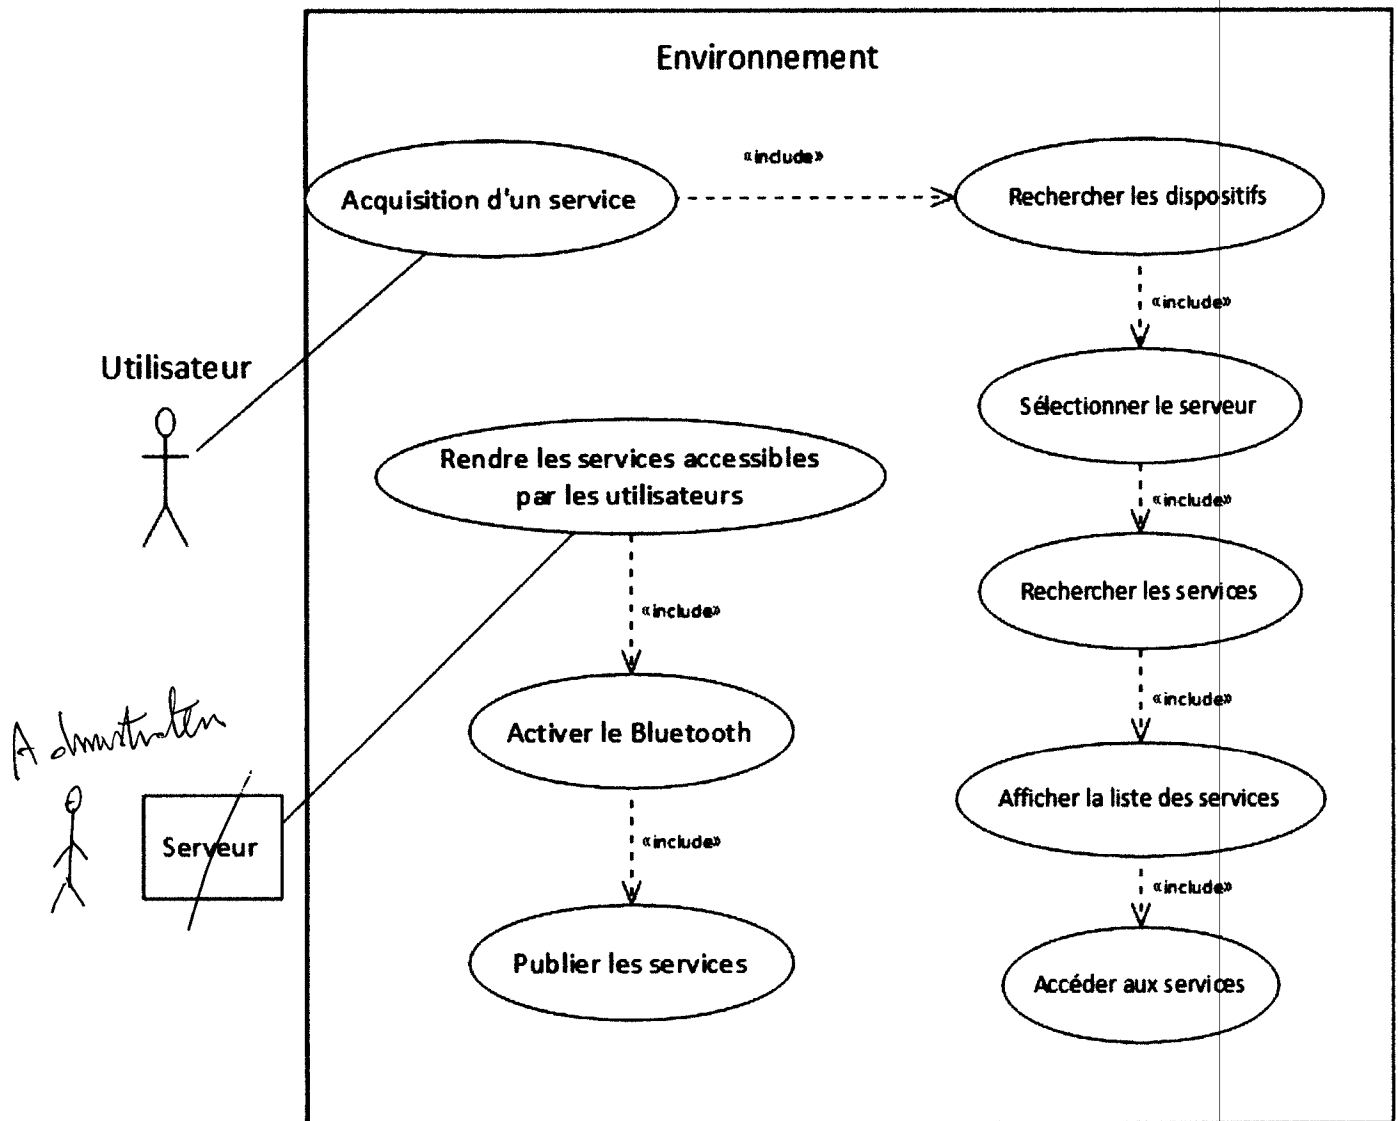 Environnement
Acquisition d'un service
«include»
Rechercher les dispositifs
«include»
Utilisateur
Sélectionner le serveur
Rendre les services accessibles
par les utilisateurs
«include»
Rechercher les services
«include»
«include»
Activer le Bluetooth
Afficher la liste des services
Serveur
«include»
«include»
Publier les services
Accéder aux services